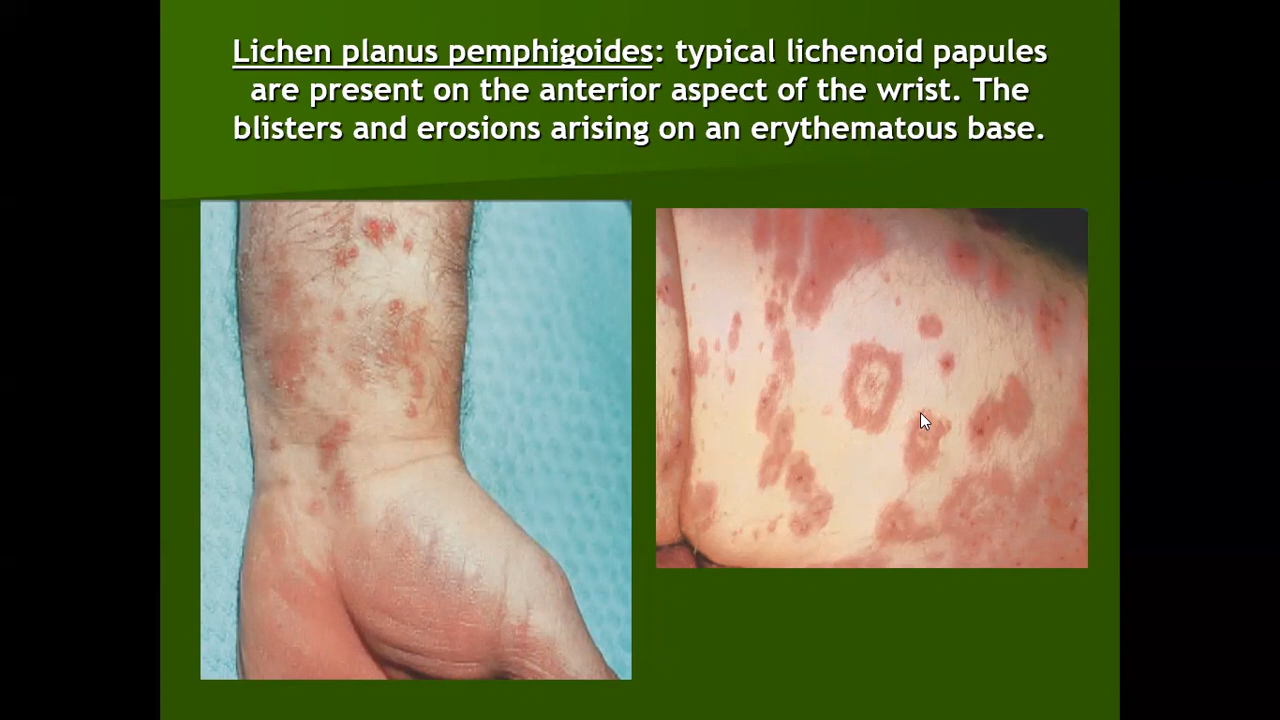 Lichen planus pemphigoides: typical lichenoid papules
are present on the anterior aspect of the wrist. The
blisters and erosions arising on an erythematous base.